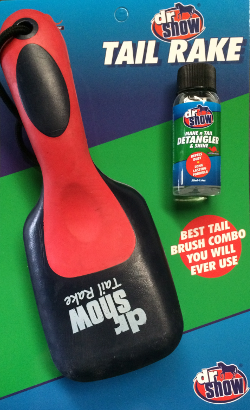 dr
show
TAIL RAKE
dr
show
MANE n TAIL
DETANGLER
& SHINE
BEST TAIL
BRUSH COMBO
YOU WILL
EVER USE
dr
show
Tail Rake
dr
show